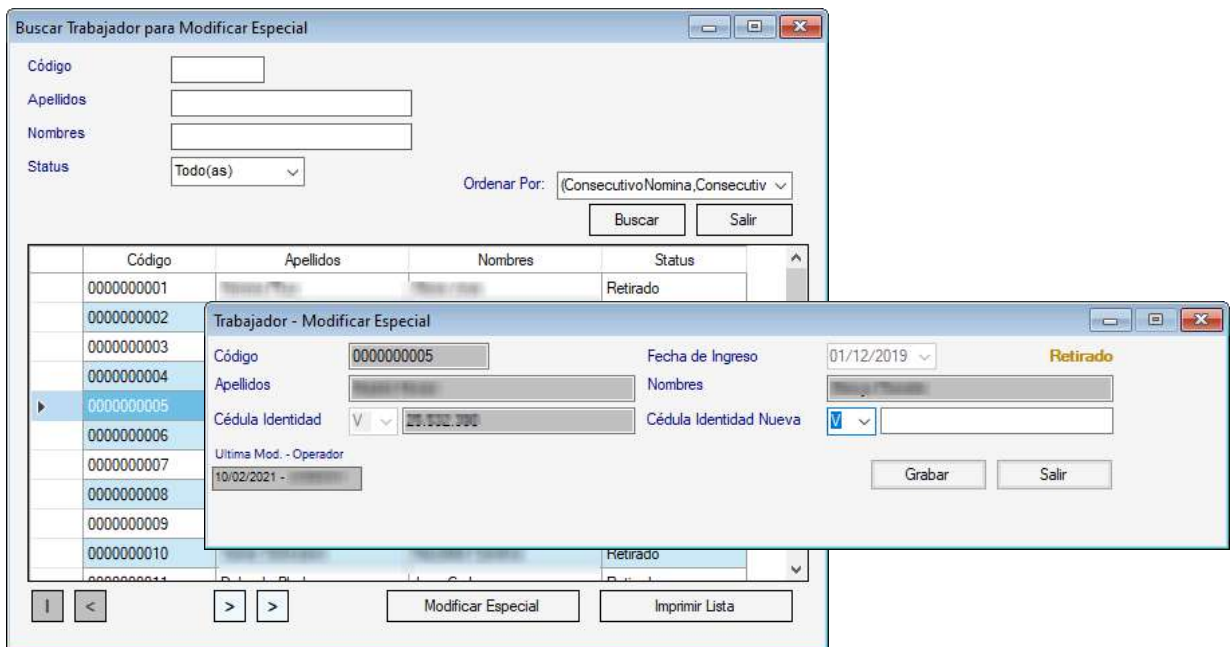 Buscar Trabajador para Modificar Especial
Código
Apellidos
Nombres
Status Todo(as)
Ordenar Por: (ConsecutivoNomina,Consecutiv
Buscar Salir
Código Apellidos Nombres Status
0000000001 Retirado
0000000002
0000000003
0000000004
0000000005
0000000006
0000000007
0000000008
0000000009
0000000010 Retirado
Trabajador - Modificar Especial
Código 0000000005 Fecha de Ingreso 01/12/2019 Retirado
Apellidos Nombres
Cédula Identidad V Cédula Identidad Nueva V
Ultima Mod. - Operador
10/02/2021 -
Grabar Salir
I < > > Modificar Especial Imprimir Lista